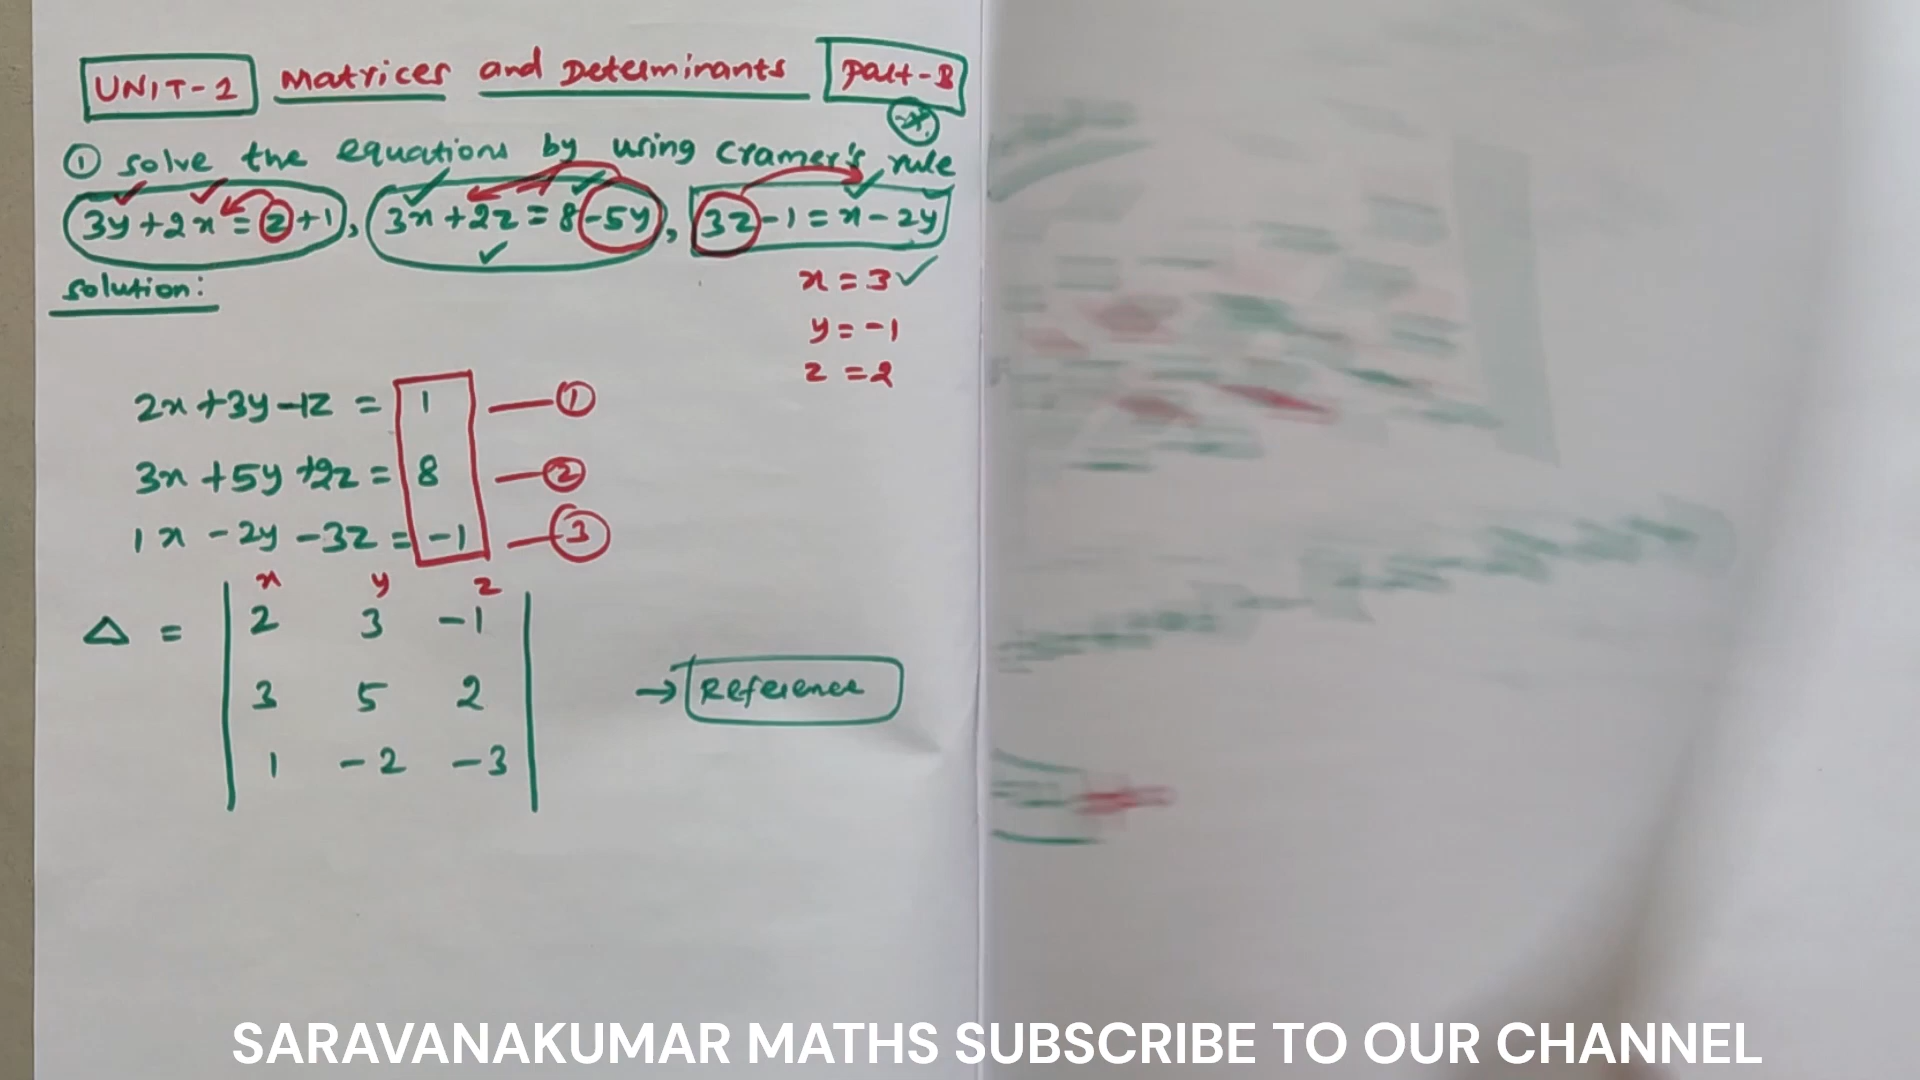 UNIT-1 Matrices and Determinants Part-B
① solve the equations by using Cramer's rule
3y+2x = z+1, 3x+2z = 8-5y, 3z-1 = x-2y
solution:
x = 3 ✓
y = -1
z = 2
2x+3y-1z = 1 — ①
3x+5y+2z = 8 — ②
1x-2y-3z = -1 — ③
x y z
2 3 -1
Δ =
3 5 2
→ Reference
1 -2 -3
SARAVANAKUMAR MATHS SUBSCRIBE TO OUR CHANNEL